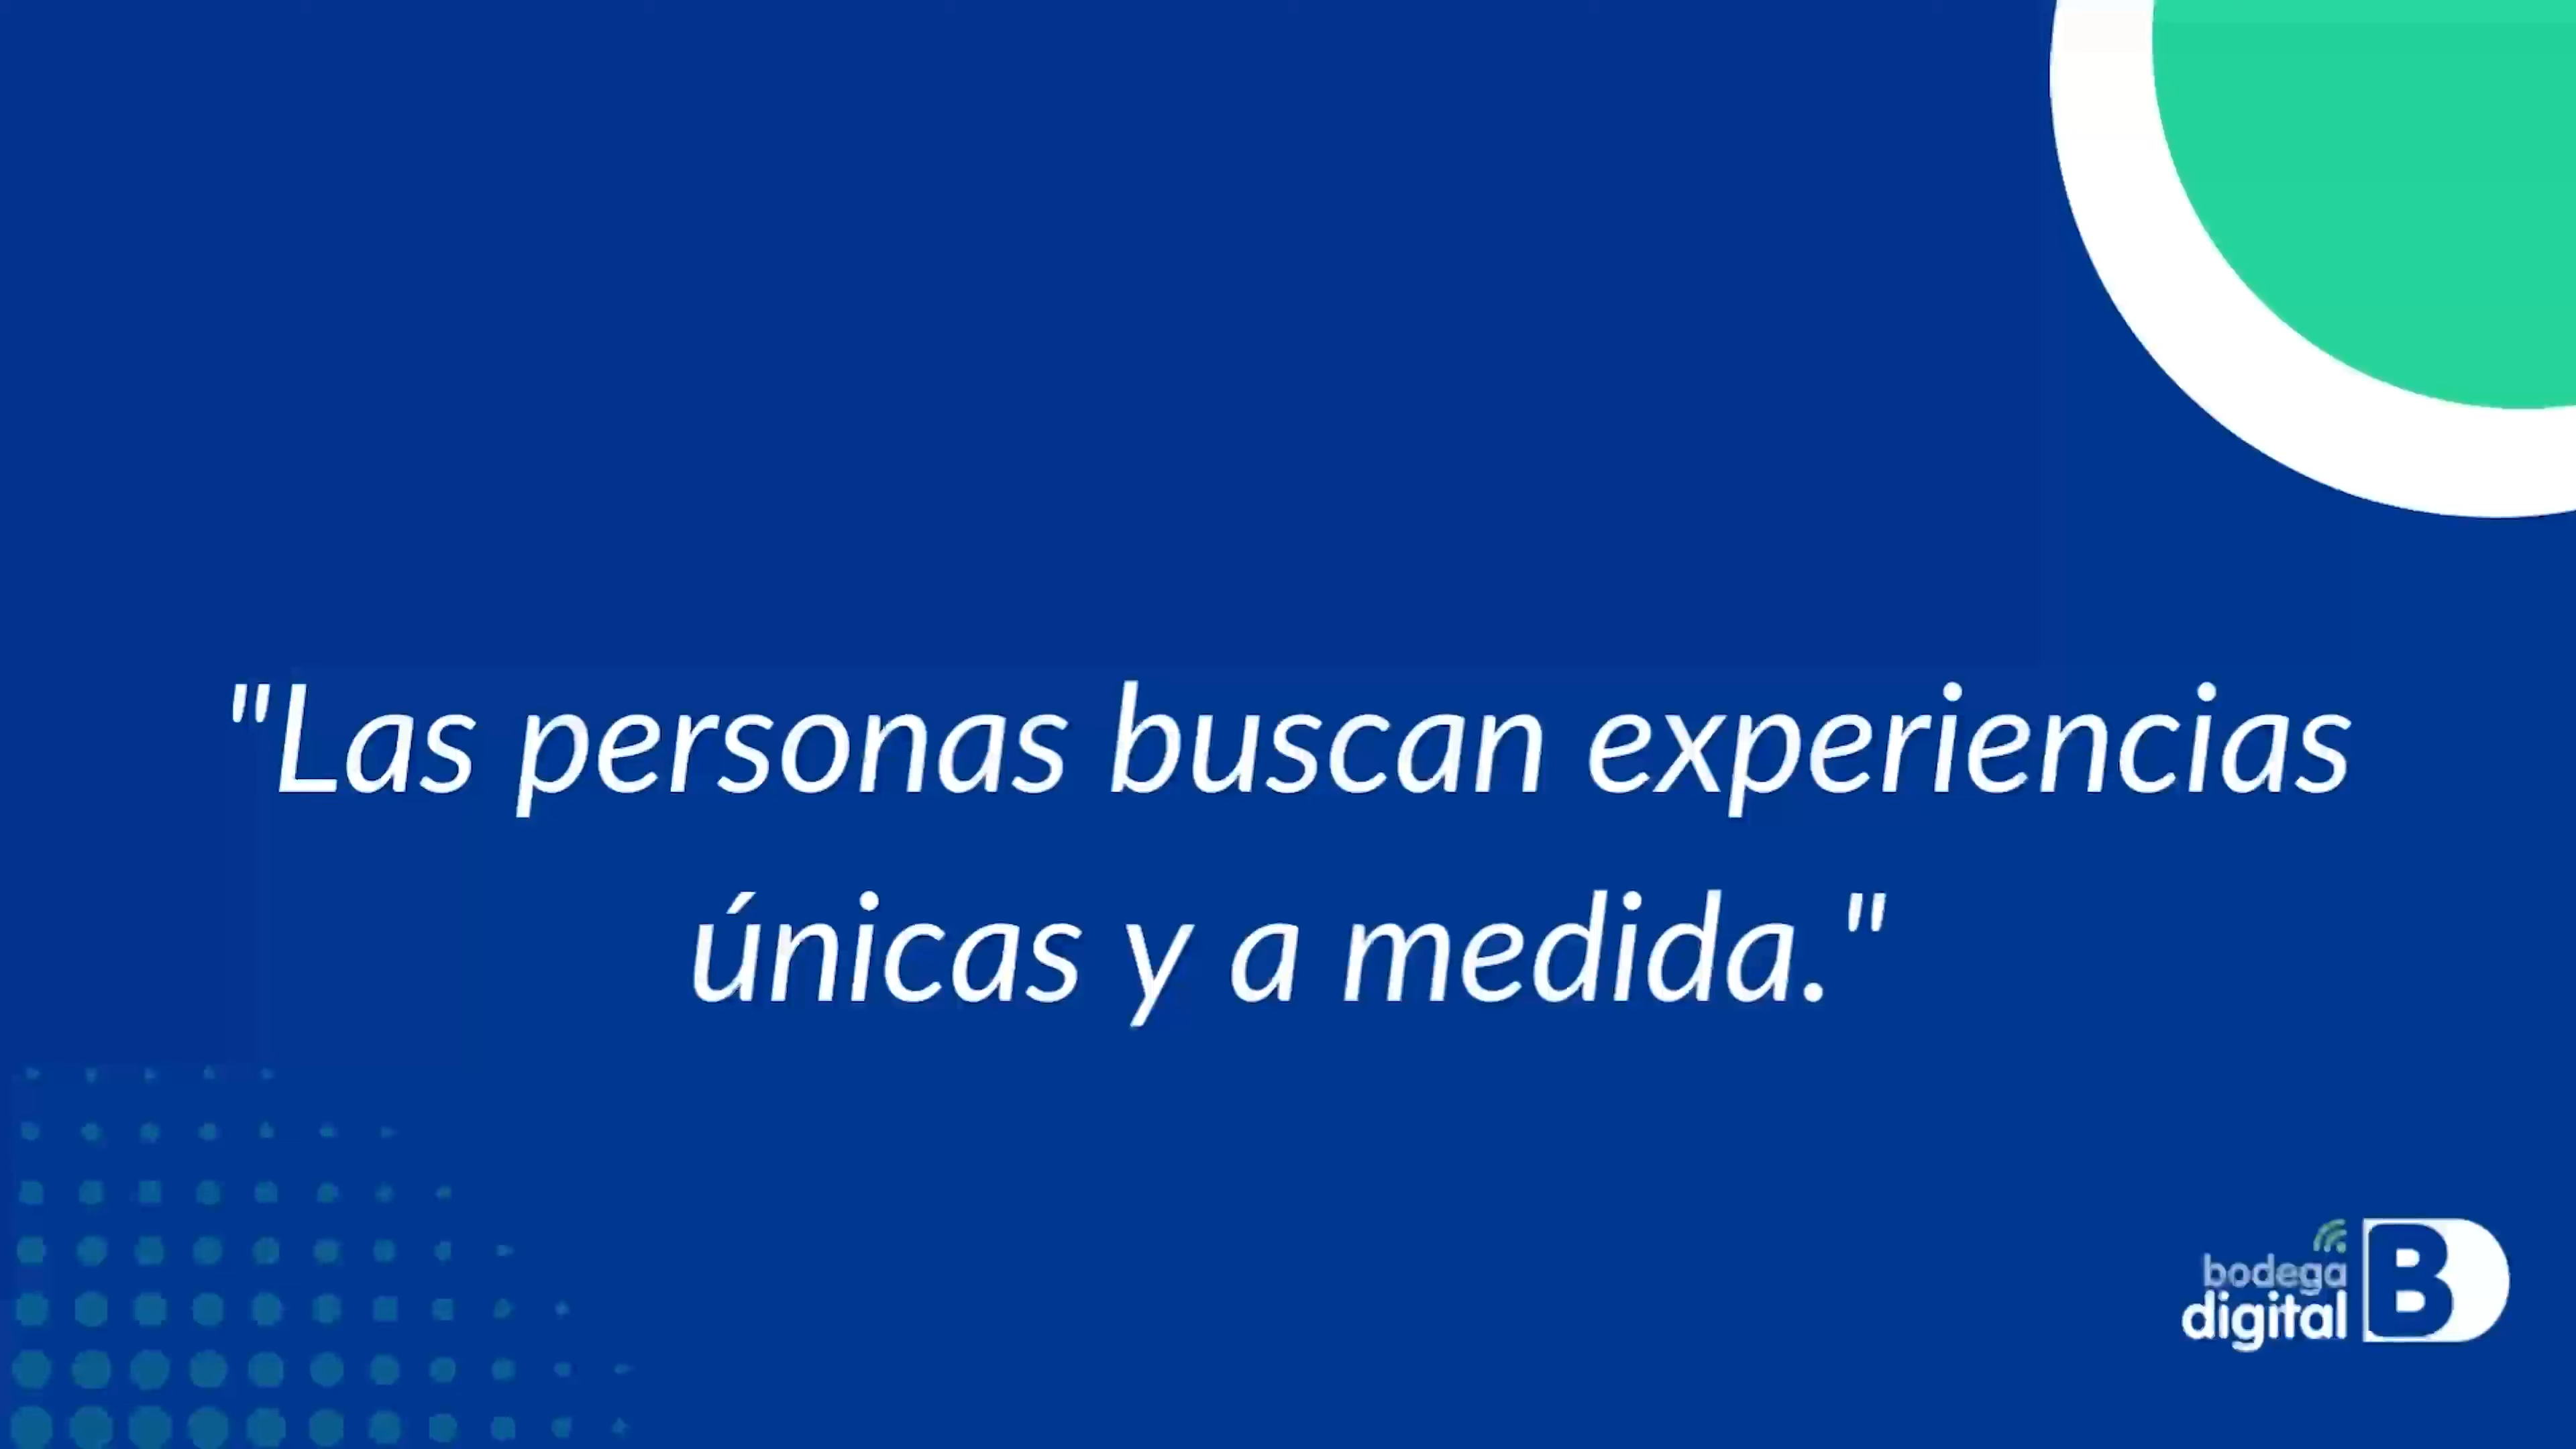 "Las personas buscan experiencias
únicas y a medida."
bodega
digital
B